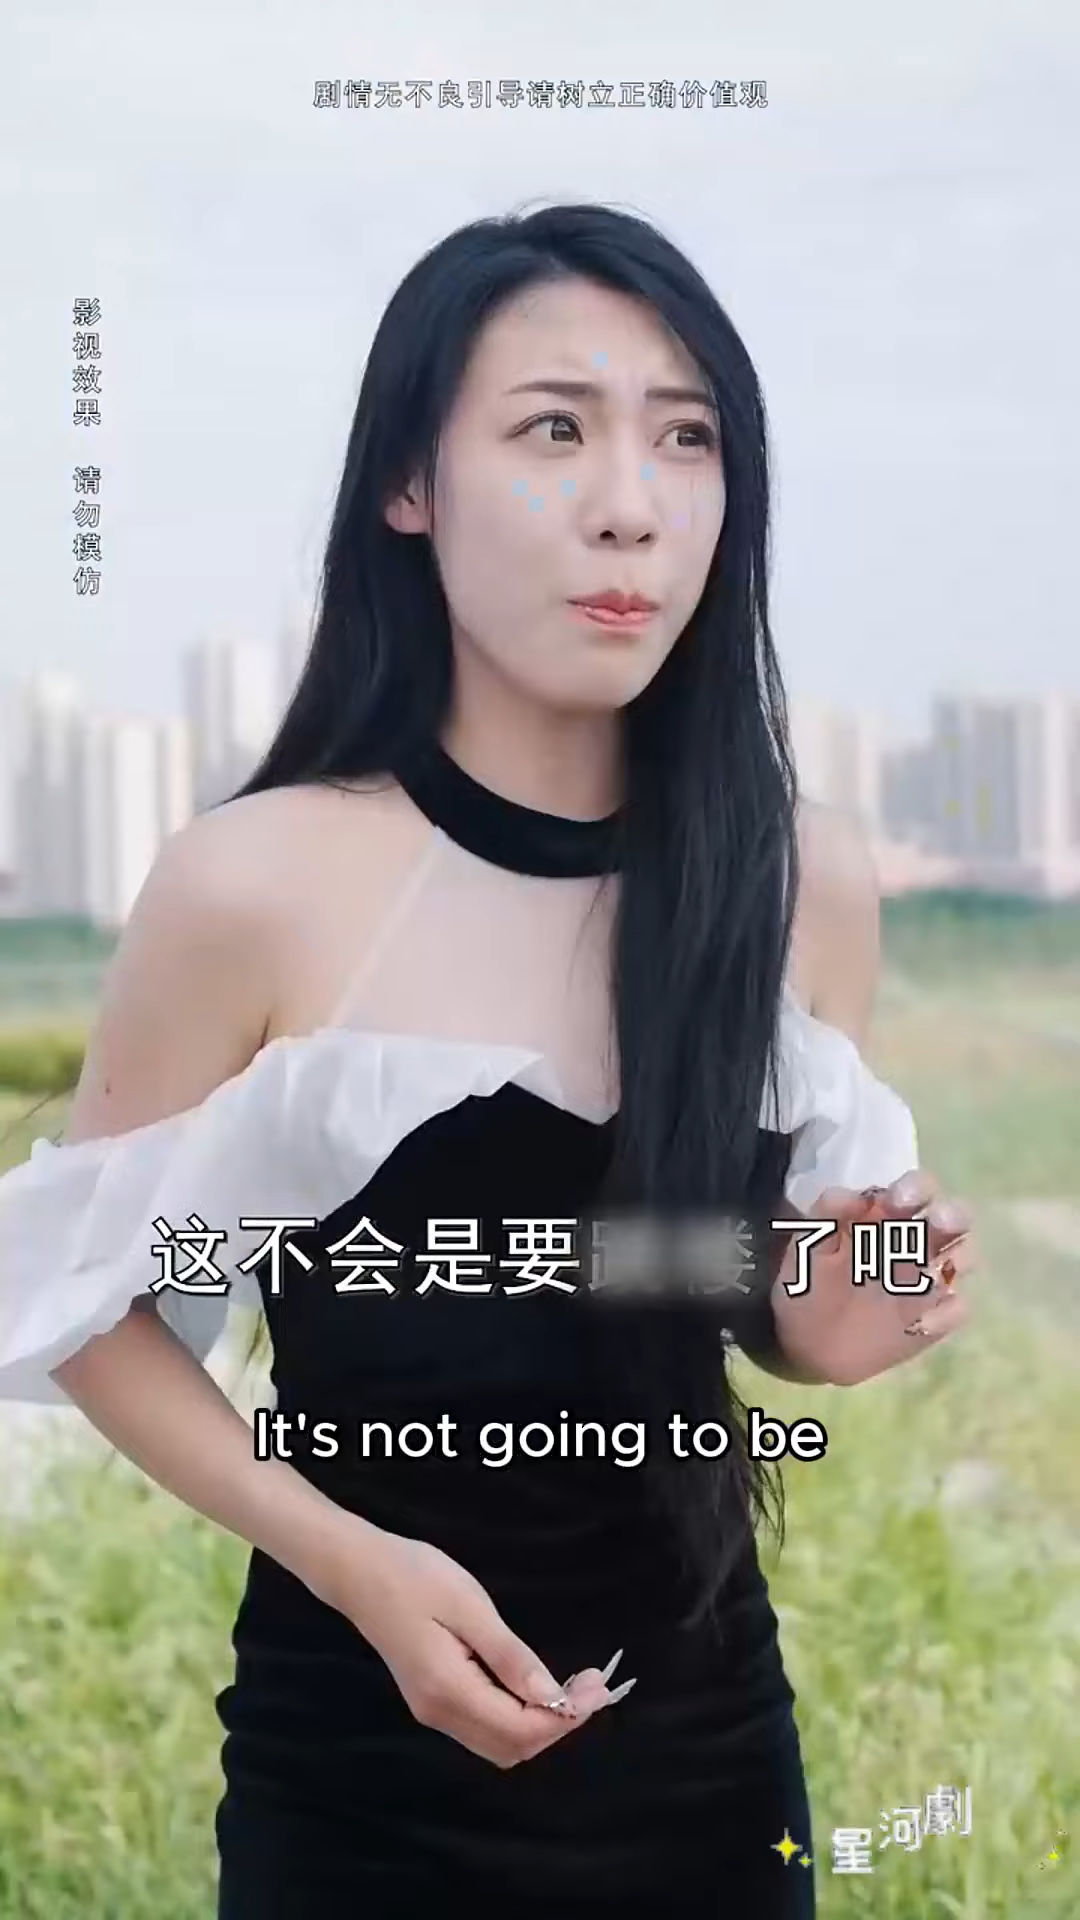 剧情无不良引导请树立正确价值观
影视效果 请勿模仿
这不会是要 了吧
It's not going to be
星河劇